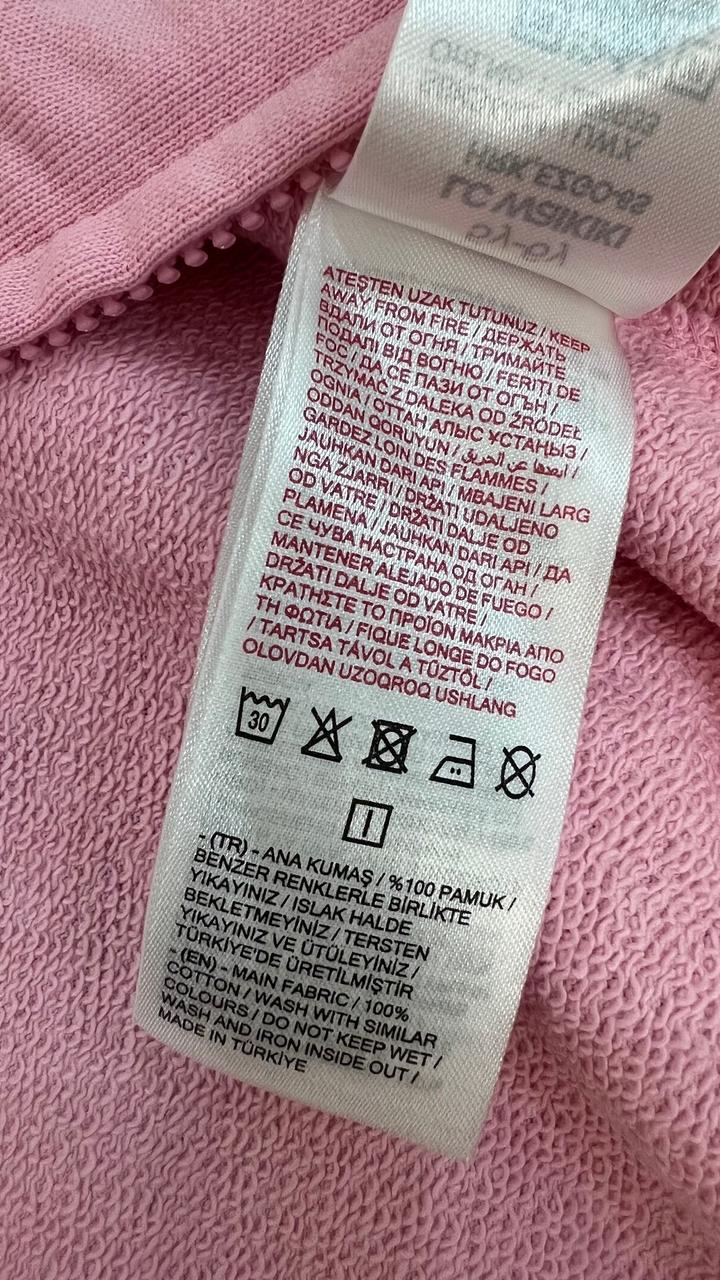 5y-6y
LC Waikiki
ATEŞTEN UZAK TUTUNUZ / KEEP
AWAY FROM FIRE / ДЕРЖАТЬ
ВДАЛИ ОТ ОГНЯ / ТРИМАЙТЕ
ПОДАЛІ ВІД ВОГНЮ / FERITI DE
FOC / ДА СЕ ПАЗИ ОТ ОГЪН /
TRZYMAĆ Z DALEKA OD ŹRÓDEŁ
OGNIA / ОТТАН АЛЫС ҰСТАҢЫЗ /
ODDAN QORUYUN / ابعدها عن الحريق /
GARDEZ LOIN DES FLAMMES /
JAUHKAN DARI API / MBAJENI LARG
NGA ZJARRI / DRŽATI UDALJENO
OD VATRE / DRŽATI DALJE OD
PLAMENA / JAUHKAN DARI API / ДА
СЕ ЧУВА НАСТРАНА ОД ОГАН /
MANTENER ALEJADO DE FUEGO /
DRŽATI DALJE OD VATRE /
ΚΡΑΤΗΣΤΕ ΤΟ ΠΡΟΪΟΝ ΜΑΚΡΙΑ ΑΠΟ
ΤΗ ΦΩΤΙΑ / FIQUE LONGE DO FOGO
/ TARTSA TÁVOL A TŰZTŐL /
OLOVDAN UZOQROQ USHLANG
30
I
- (TR) - ANA KUMAŞ / %100 PAMUK /
BENZER RENKLERLE BİRLİKTE
YIKAYINIZ / ISLAK HALDE
BEKLETMEYİNİZ / TERSTEN
YIKAYINIZ VE ÜTÜLEYİNİZ /
TÜRKİYE'DE ÜRETİLMİŞTİR
- (EN) - MAIN FABRIC / 100%
COTTON / WASH WITH SIMILAR
COLOURS / DO NOT KEEP WET /
WASH AND IRON INSIDE OUT /
MADE IN TÜRKİYE